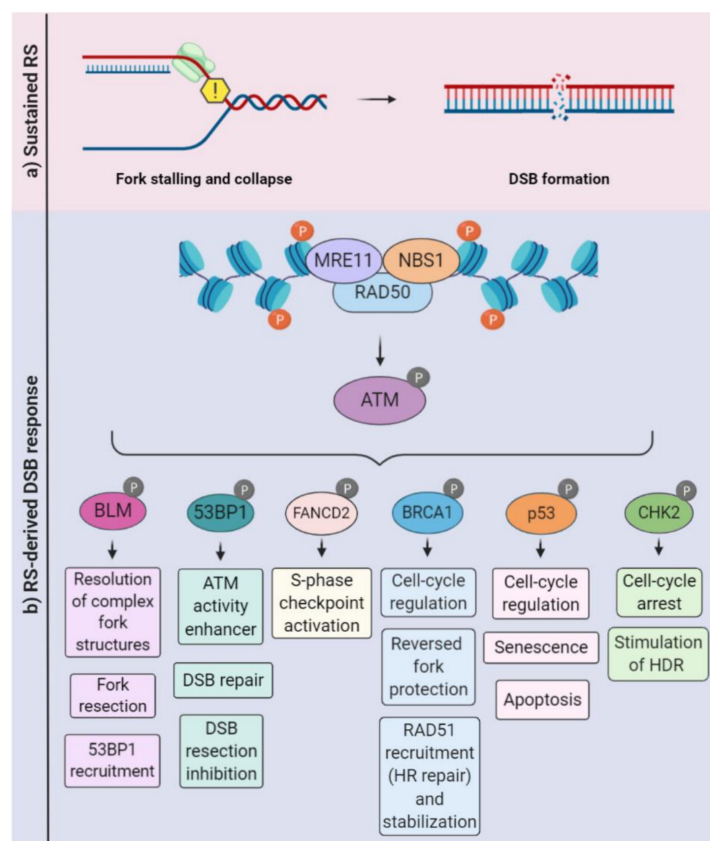 a) Sustained RS
!
Fork stalling and collapse
DSB formation
b) RS-derived DSB response
P
P
MRE11
NBS1
RAD50
P
P
P
ATM
P
P
P
P
P
P
BLM
53BP1
FANCD2
BRCA1
p53
CHK2
Resolution
of complex
fork
structures
Fork
resection
53BP1
recruitment
ATM
activity
enhancer
DSB repair
DSB
resection
inhibition
S-phase
checkpoint
activation
Cell-cycle
regulation
Reversed
fork
protection
RAD51
recruitment
(HR repair)
and
stabilization
Cell-cycle
regulation
Senescence
Apoptosis
Cell-cycle
arrest
Stimulation
of HDR